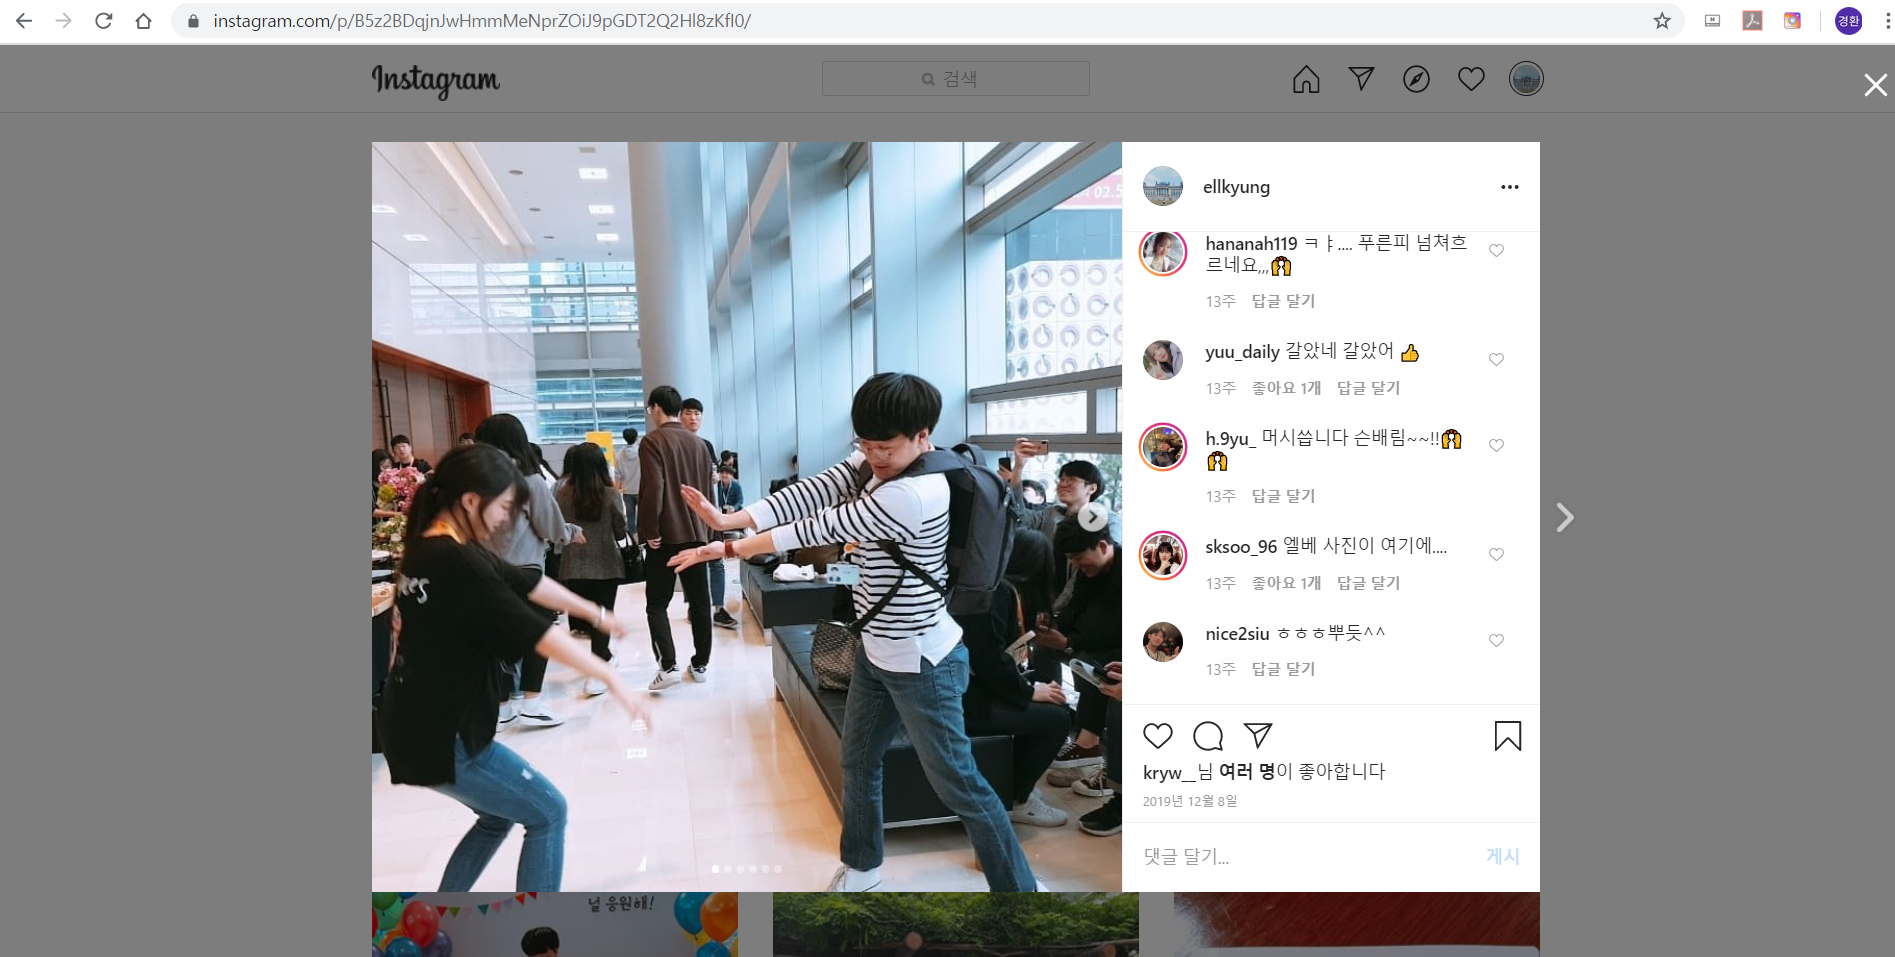 instagram.com/p/B5z2BDqjnJwHmmMeNprZOiJ9pGDT2Q2Hl8zKfI0/
경환
Instagram
검색
02.5
ellkyung
hananah119 ㅋㅑ.... 푸른피 넘쳐흐
르네요,,,🙌
13주 답글 달기
yuu_daily 갈았네 갈았어 👍
13주 좋아요 1개 답글 달기
h.9yu_ 머시씁니다 슨배림~~!!🙌
🙌
13주 답글 달기
sksoo_96 엘베 사진이 여기에....
13주 좋아요 1개 답글 달기
nice2siu ㅎㅎㅎ뿌듯^^
13주 답글 달기
kryw__님 여러 명이 좋아합니다
2019년 12월 8일
댓글 달기...
게시
널 응원해!